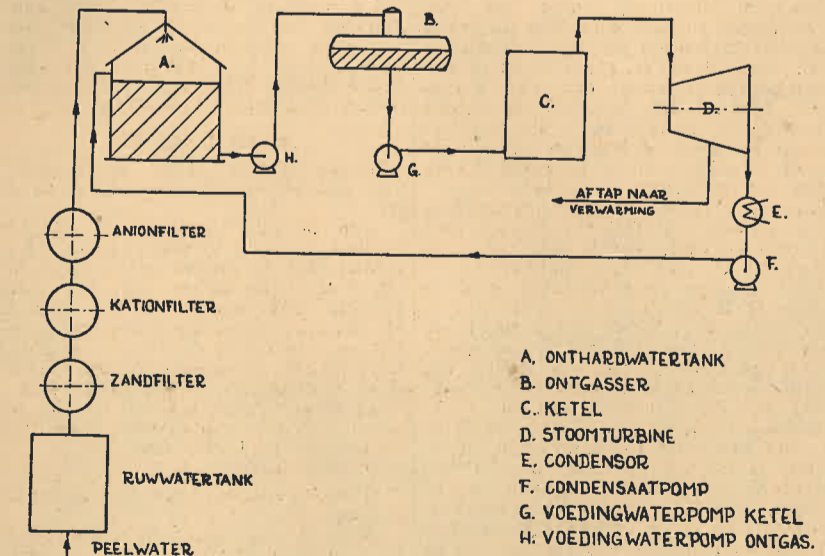 A.
B.
C.
D.
E.
F.
G.
H.
AFTAP NAAR
VERWARMING
ANIONFILTER
KATIONFILTER
ZANDFILTER
RUWWATERTANK
PEELWATER
A. ONTHARDWATERTANK
B. ONTGASSER
C. KETEL
D. STOOMTURBINE
E. CONDENSOR
F. CONDENSAATPOMP
G. VOEDINGWATERPOMP KETEL
H. VOEDINGWATERPOMP ONTGAS.